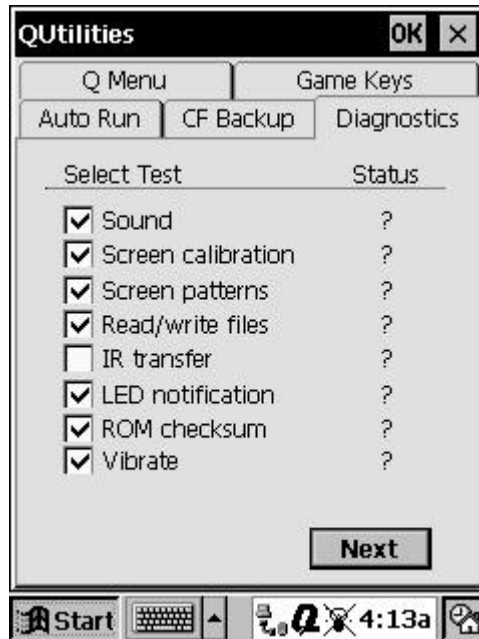 QUtilities OK
Q Menu Game Keys
Auto Run CF Backup Diagnostics
Select Test Status
Sound ?
Screen calibration ?
Screen patterns ?
Read/write files ?
IR transfer ?
LED notification ?
ROM checksum ?
Vibrate ?
Next
Start Q 4:13a